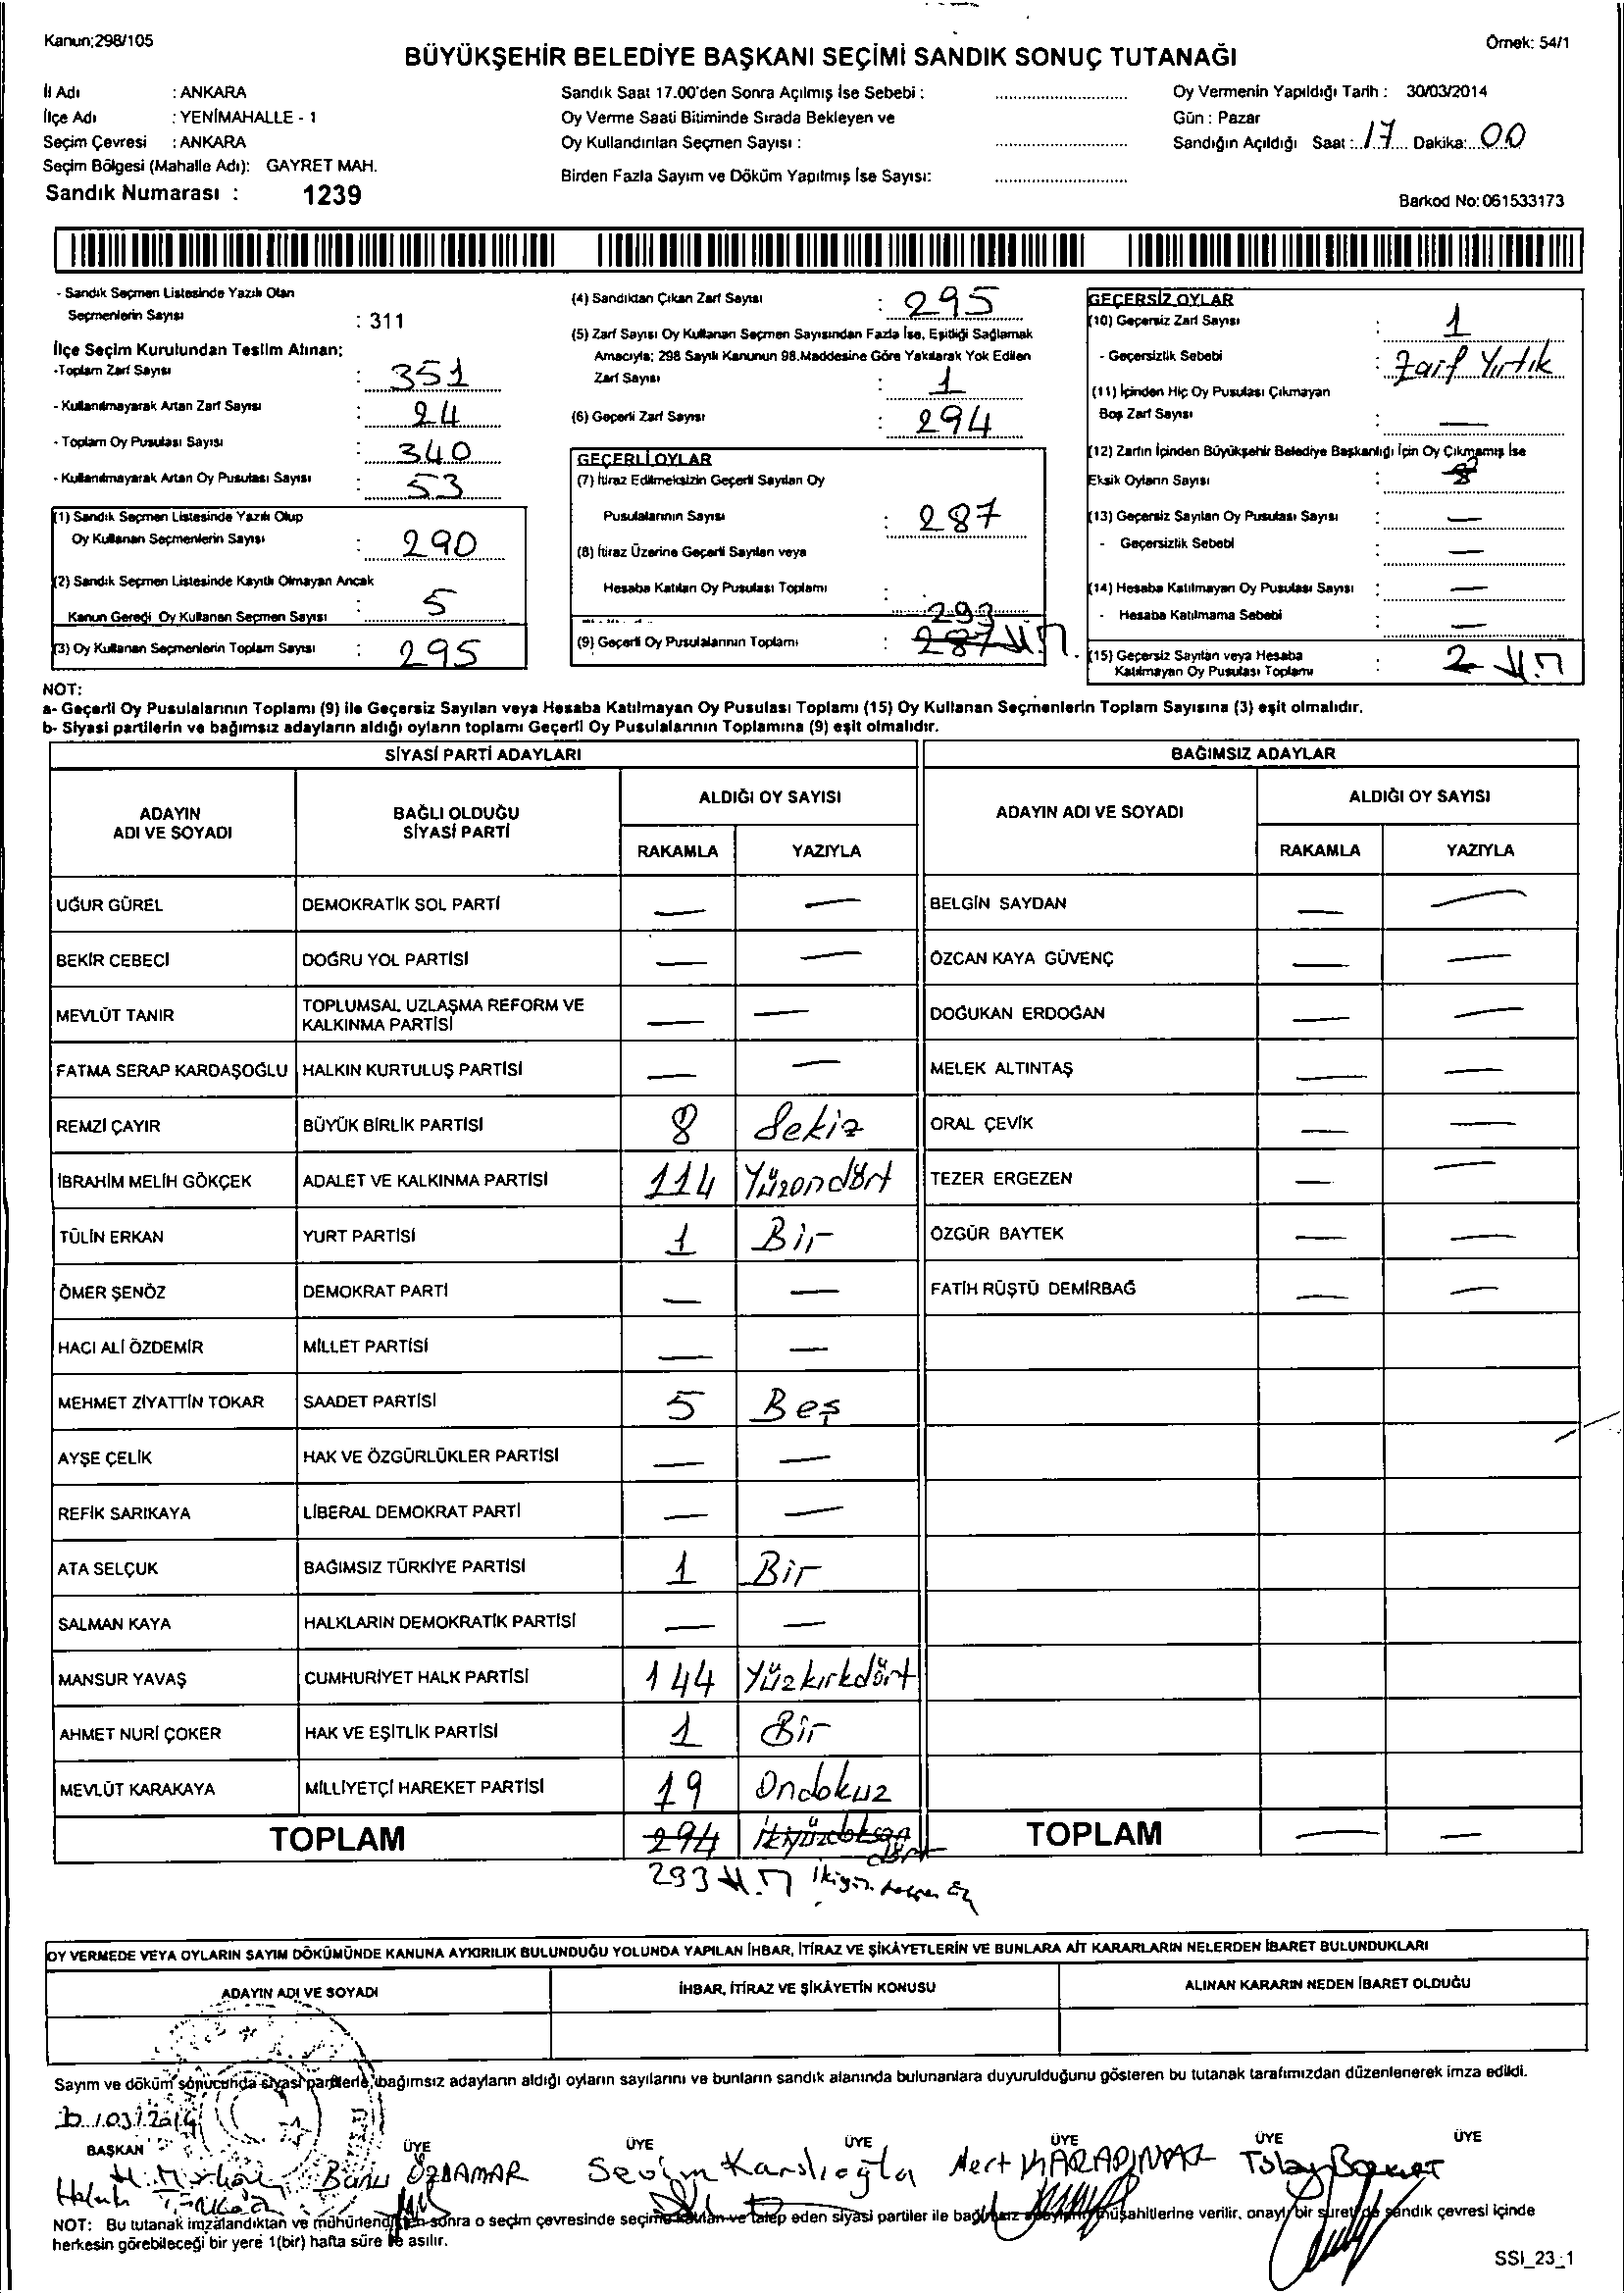 Kanun;298/105
Örnek: 54/1
BÜYÜKŞEHİR BELEDİYE BAŞKANI SEÇİMİ SANDIK SONUÇ TUTANAĞI
İl Adı : ANKARA
İlçe Adı : YENİMAHALLE - 1
Seçim Çevresi : ANKARA
Seçim Bölgesi (Mahalle Adı): GAYRET MAH.
Sandık Numarası : 1239
Sandık Saat 17.00'den Sonra Açılmış İse Sebebi :
Oy Verme Saati Bitiminde Sırada Bekleyen ve
Oy Kullandırılan Seçmen Sayısı :
Birden Fazla Sayım ve Döküm Yapılmış İse Sayısı:
Oy Vermenin Yapıldığı Tarih : 30/03/2014
Gün : Pazar
Sandığın Açıldığı Saat : 17 Dakika: 00
Barkod No: 061533173
- Sandık Seçmen Listesinde Yazılı Olan
Seçmenlerin Sayısı : 311
İlçe Seçim Kurulundan Teslim Alınan;
-Toplam Zarf Sayısı : 351
- Kullanılmayarak Artan Zarf Sayısı : 24
- Toplam Oy Pusulası Sayısı : 340
- Kullanılmayarak Artan Oy Pusulası Sayısı : 53
(1) Sandık Seçmen Listesinde Yazılı Olup
Oy Kullanan Seçmenlerin Sayısı : 290
(2) Sandık Seçmen Listesinde Kayıtlı Olmayan Ancak
Kanun Gereği Oy Kullanan Seçmen Sayısı : 5
(3) Oy Kullanan Seçmenlerin Toplam Sayısı : 295
(4) Sandıktan Çıkan Zarf Sayısı : 295
(5) Zarf Sayısı Oy Kullanan Seçmen Sayısından Fazla İse, Eşitliği Sağlamak
Amacıyla; 298 Sayılı Kanunun 98.Maddesine Göre Yakılarak Yok Edilen
Zarf Sayısı : 1
(6) Geçerli Zarf Sayısı : 294
GEÇERLİ OYLAR
(7) İtiraz Edilmeksizin Geçerli Sayılan Oy
Pusulalarının Sayısı : 287
(8) İtiraz Üzerine Geçerli Sayılan veya
Hesaba Katılan Oy Pusulası Toplamı :
293
(9) Geçerli Oy Pusulalarının Toplamı : 287
GEÇERSİZ OYLAR
(10) Geçersiz Zarf Sayısı : 1
- Geçersizlik Sebebi : Zarf Yırtık
(11) İçinden Hiç Oy Pusulası Çıkmayan
Boş Zarf Sayısı : —
(12) Zarfın İçinden Büyükşehir Belediye Başkanlığı İçin Oy Çıkmamış İse
Eksik Oyların Sayısı :
(13) Geçersiz Sayılan Oy Pusulası Sayısı : —
- Geçersizlik Sebebi : —
(14) Hesaba Katılmayan Oy Pusulası Sayısı : —
- Hesaba Katılmama Sebebi : —
(15) Geçersiz Sayılan veya Hesaba
Katılmayan Oy Pusulası Toplamı : 2
NOT:
a- Geçerli Oy Pusulalarının Toplamı (9) ile Geçersiz Sayılan veya Hesaba Katılmayan Oy Pusulası Toplamı (15) Oy Kullanan Seçmenlerin Toplam Sayısına (3) eşit olmalıdır.
b- Siyasi partilerin ve bağımsız adayların aldığı oyların toplamı Geçerli Oy Pusulalarının Toplamına (9) eşit olmalıdır.
SİYASİ PARTİ ADAYLARI
BAĞIMSIZ ADAYLAR
ADAYIN ADI VE SOYADI
BAĞLI OLDUĞU SİYASİ PARTİ
ALDIĞI OY SAYISI
RAKAMLA YAZIYLA
ADAYIN ADI VE SOYADI
ALDIĞI OY SAYISI
RAKAMLA YAZIYLA
UĞUR GÜREL DEMOKRATİK SOL PARTİ — — BELGİN SAYDAN — —
BEKİR CEBECİ DOĞRU YOL PARTİSİ — — ÖZCAN KAYA GÜVENÇ — —
MEVLÜT TANIR TOPLUMSAL UZLAŞMA REFORM VE KALKINMA PARTİSİ — — DOĞUKAN ERDOĞAN — —
FATMA SERAP KARDAŞOĞLU HALKIN KURTULUŞ PARTİSİ — — MELEK ALTINTAŞ — —
REMZİ ÇAYIR BÜYÜK BİRLİK PARTİSİ 8 Sekiz ORAL ÇEVİK — —
İBRAHİM MELİH GÖKÇEK ADALET VE KALKINMA PARTİSİ 114 Yüzondört TEZER ERGEZEN — —
TÜLİN ERKAN YURT PARTİSİ 1 Bir ÖZGÜR BAYTEK — —
ÖMER ŞENÖZ DEMOKRAT PARTİ — — FATİH RÜŞTÜ DEMİRBAĞ — —
HACI ALİ ÖZDEMİR MİLLET PARTİSİ — —
MEHMET ZİYATTİN TOKAR SAADET PARTİSİ 5 Beş
AYŞE ÇELİK HAK VE ÖZGÜRLÜKLER PARTİSİ — —
REFİK SARIKAYA LİBERAL DEMOKRAT PARTİ — —
ATA SELÇUK BAĞIMSIZ TÜRKİYE PARTİSİ 1 Bir
SALMAN KAYA HALKLARIN DEMOKRATİK PARTİSİ — —
MANSUR YAVAŞ CUMHURİYET HALK PARTİSİ 144 Yüzkırkdört
AHMET NURİ ÇOKER HAK VE EŞİTLİK PARTİSİ 1 Bir
MEVLÜT KARAKAYA MİLLİYETÇİ HAREKET PARTİSİ 19 Ondokuz
TOPLAM 294 İkiyüzdoksan dört TOPLAM — —
293
OY VERMEDE VEYA OYLARIN SAYIM DÖKÜMÜNDE KANUNA AYKIRILIK BULUNDUĞU YOLUNDA YAPILAN İHBAR, İTİRAZ VE ŞİKÂYETLERİN VE BUNLARA AİT KARARLARIN NELERDEN İBARET BULUNDUKLARI
ADAYIN ADI VE SOYADI İHBAR, İTİRAZ VE ŞİKÂYETİN KONUSU ALINAN KARARIN NEDEN İBARET OLDUĞU
Sayım ve döküm sonucunda siyasi partilerle, bağımsız adayların aldığı oyların sayılarını ve bunların sandık alanında bulunanlara duyurulduğunu gösteren bu tutanak tarafımızdan düzenlenerek imza edildi.
/03/2014
BAŞKAN ÜYE ÜYE ÜYE ÜYE ÜYE ÜYE
Banu ÖZDAMAR Sevim Karslıoğlu Mert KARAPINAR Tolay
NOT: Bu tutanak imzalandıktan ve mühürlendikten sonra o seçim çevresinde seçime katılan ve talep eden siyasi partiler ile bağımsız adayların müşahitlerine verilir, onaylı bir sureti de sandık çevresi içinde
herkesin görebileceği bir yere 1(bir) hafta süre ile asılır.
SSI_23_1